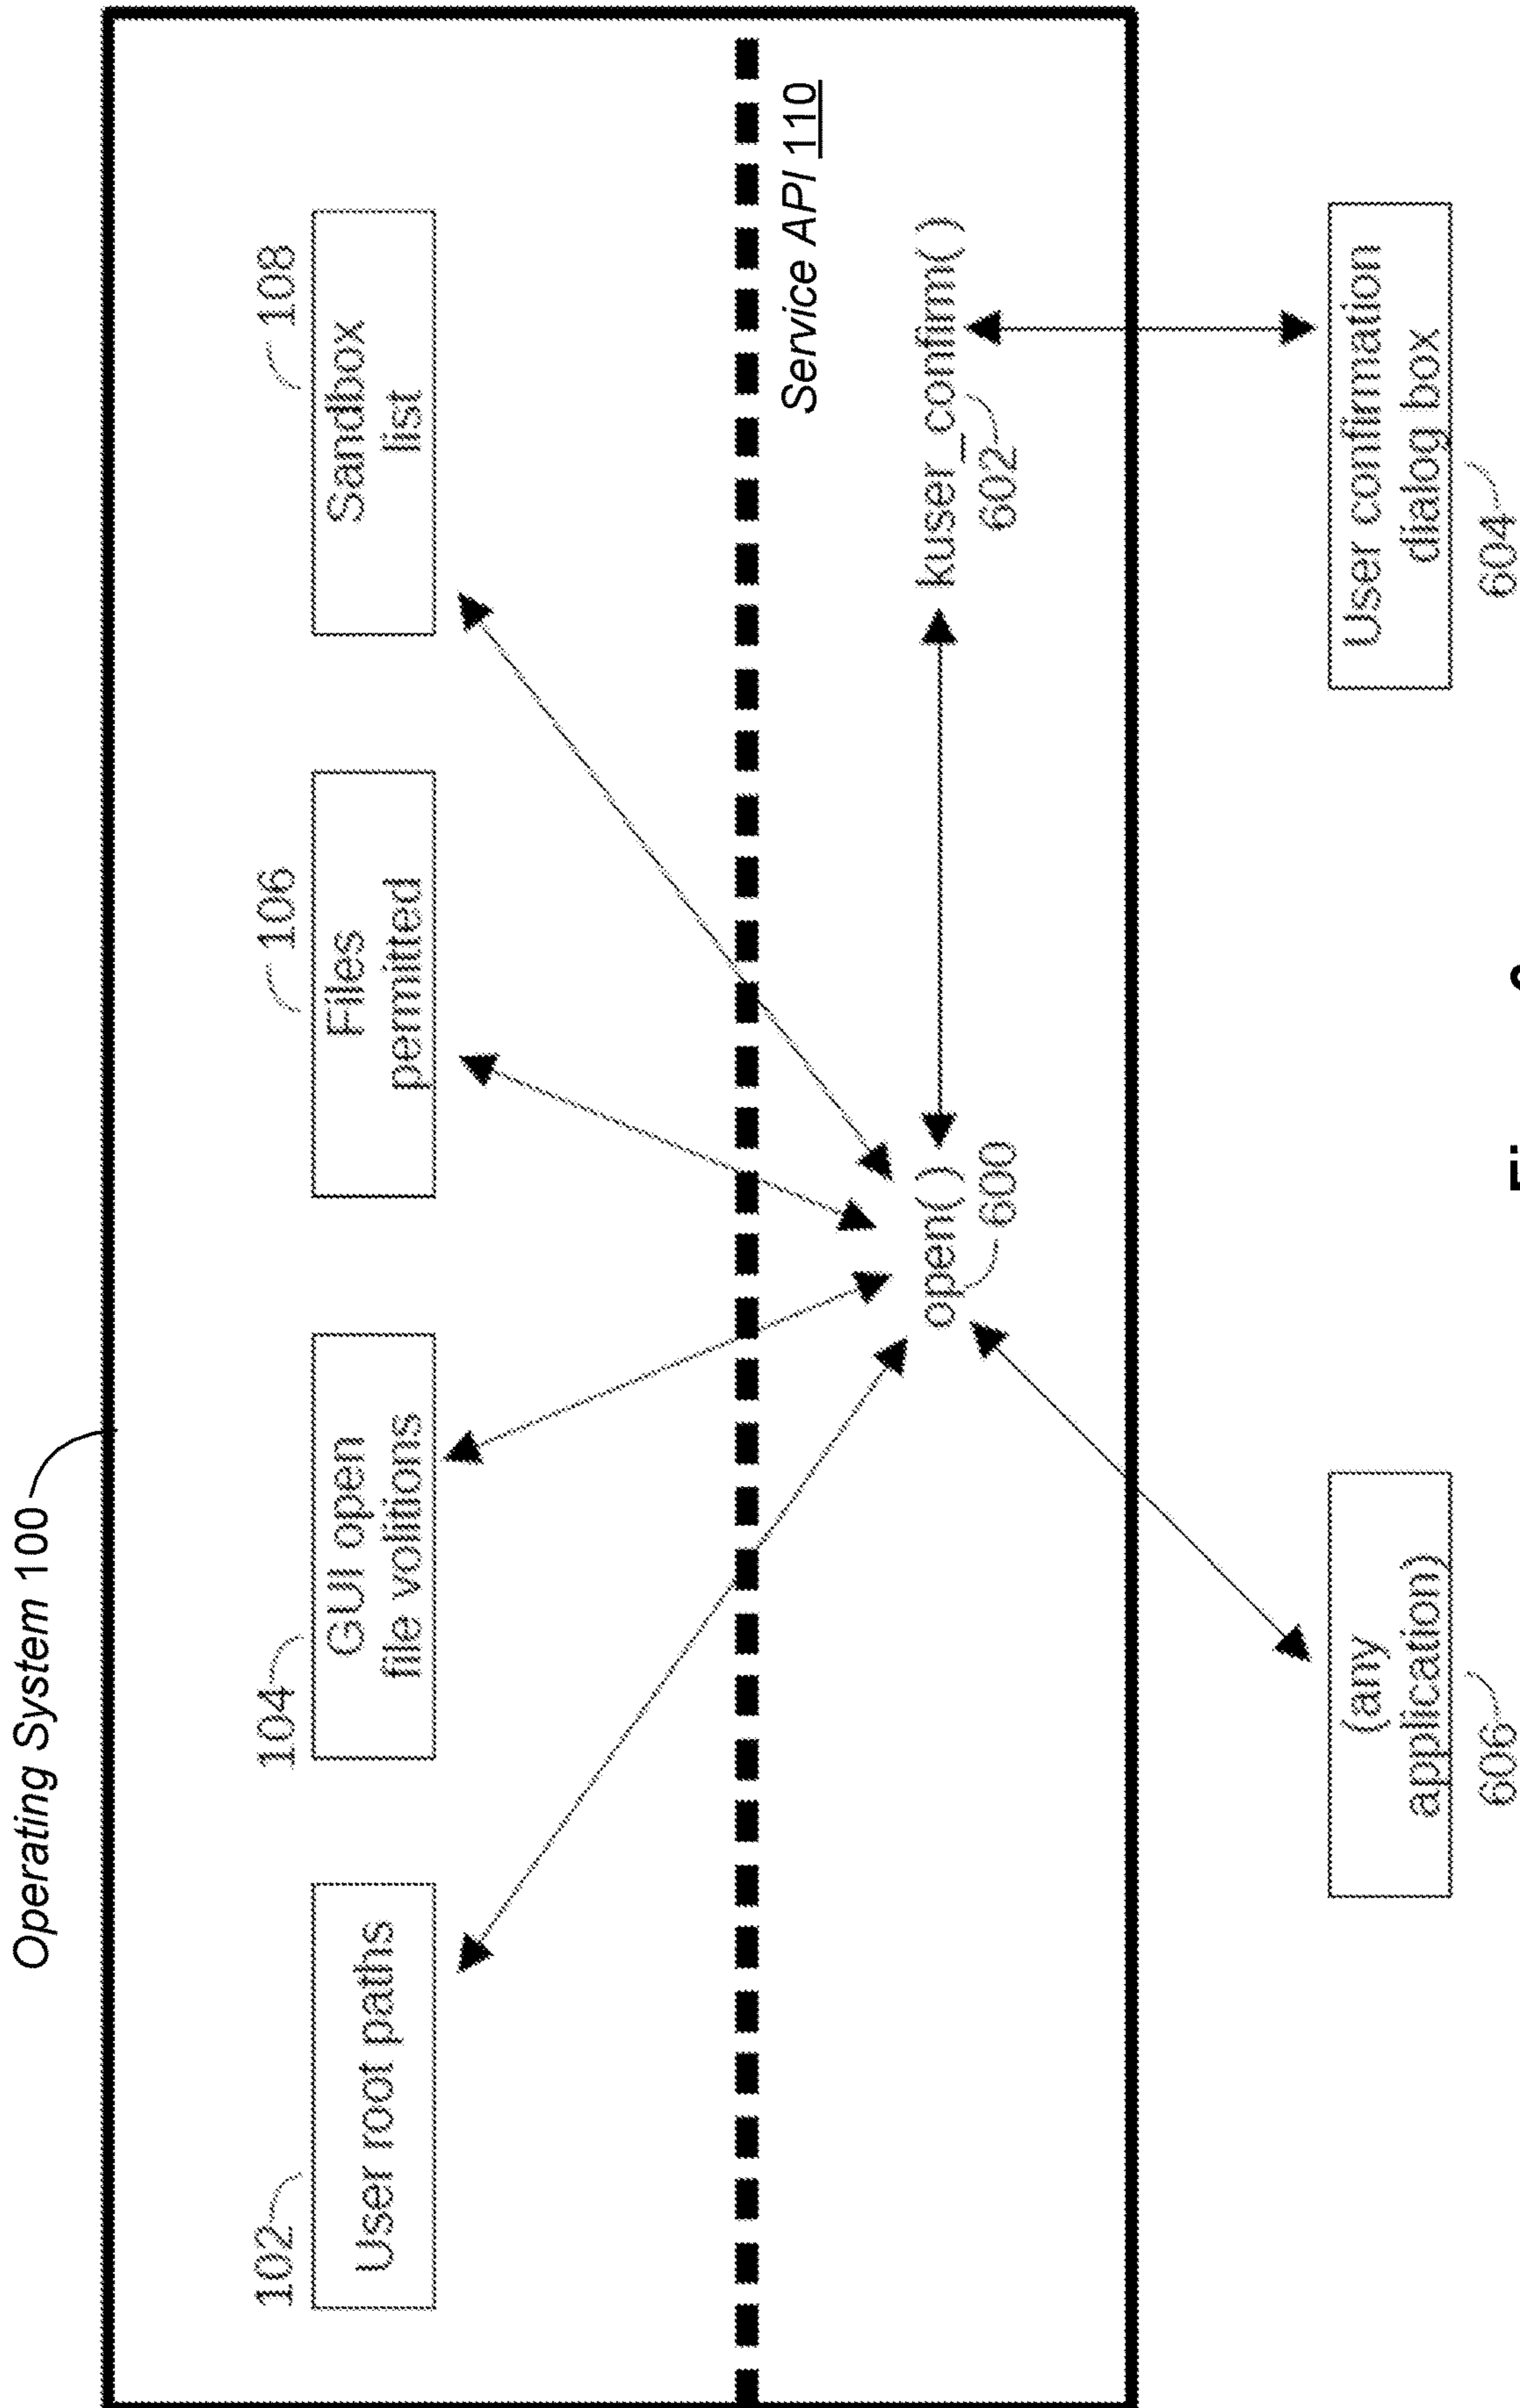 Operating System 100
102
User root paths
104
GUI open
file volitions
106
Files
permitted
108
Sandbox
list
Service API 110
open( )
600
kuser_confirm( )
602
(any
application)
606
User confirmation
dialog box
604